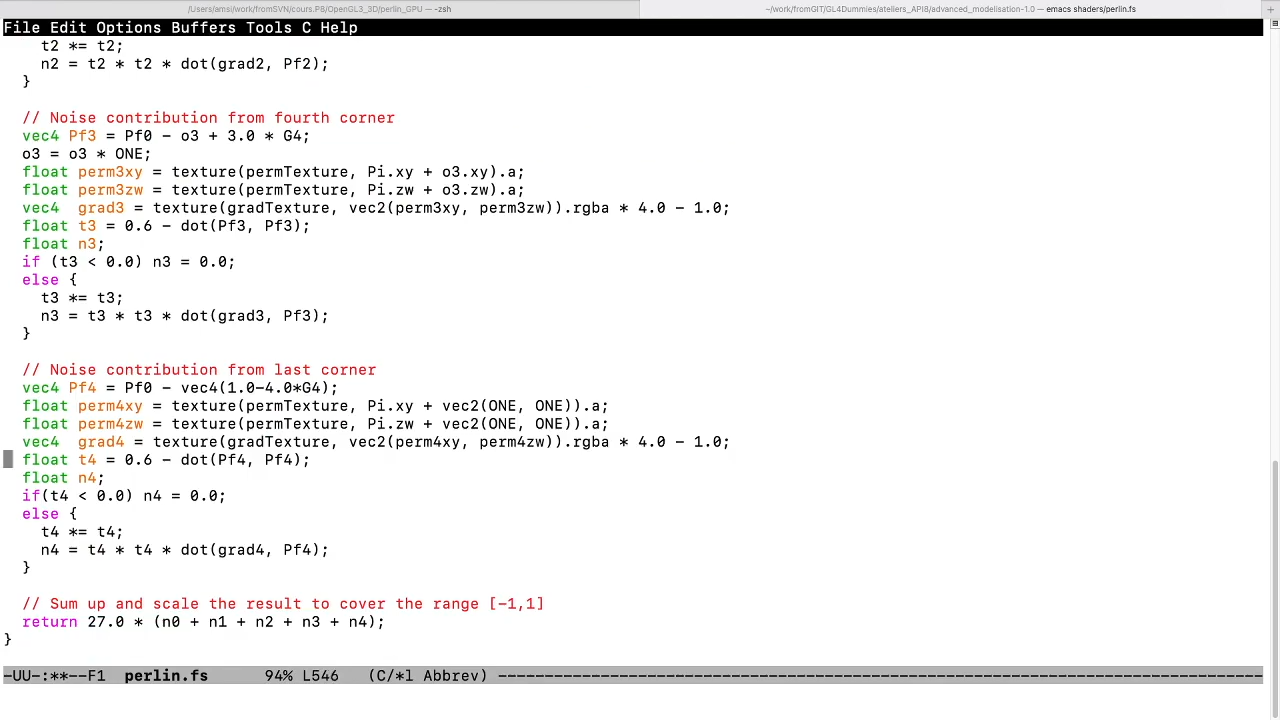 /Users/amsi/work/fromSVN/cours.P8/OpenGL3_3D/perlin_GPU — -zsh
~/work/fromGIT/GL4Dummies/ateliers_API8/advanced_modelisation-1.0 — emacs shaders/perlin.fs
+
File Edit Options Buffers Tools C Help
    t2 *= t2;
    n2 = t2 * t2 * dot(grad2, Pf2);
  }

  // Noise contribution from fourth corner
  vec4 Pf3 = Pf0 - o3 + 3.0 * G4;
  o3 = o3 * ONE;
  float perm3xy = texture(permTexture, Pi.xy + o3.xy).a;
  float perm3zw = texture(permTexture, Pi.zw + o3.zw).a;
  vec4  grad3 = texture(gradTexture, vec2(perm3xy, perm3zw)).rgba * 4.0 - 1.0;
  float t3 = 0.6 - dot(Pf3, Pf3);
  float n3;
  if (t3 < 0.0) n3 = 0.0;
  else {
    t3 *= t3;
    n3 = t3 * t3 * dot(grad3, Pf3);
  }

  // Noise contribution from last corner
  vec4 Pf4 = Pf0 - vec4(1.0-4.0*G4);
  float perm4xy = texture(permTexture, Pi.xy + vec2(ONE, ONE)).a;
  float perm4zw = texture(permTexture, Pi.zw + vec2(ONE, ONE)).a;
  vec4  grad4 = texture(gradTexture, vec2(perm4xy, perm4zw)).rgba * 4.0 - 1.0;
  float t4 = 0.6 - dot(Pf4, Pf4);
  float n4;
  if(t4 < 0.0) n4 = 0.0;
  else {
    t4 *= t4;
    n4 = t4 * t4 * dot(grad4, Pf4);
  }

  // Sum up and scale the result to cover the range [-1,1]
  return 27.0 * (n0 + n1 + n2 + n3 + n4);
}
-UU-:**--F1  perlin.fs      94% L546   (C/*l Abbrev) ----------------------------------------------------------------------------------